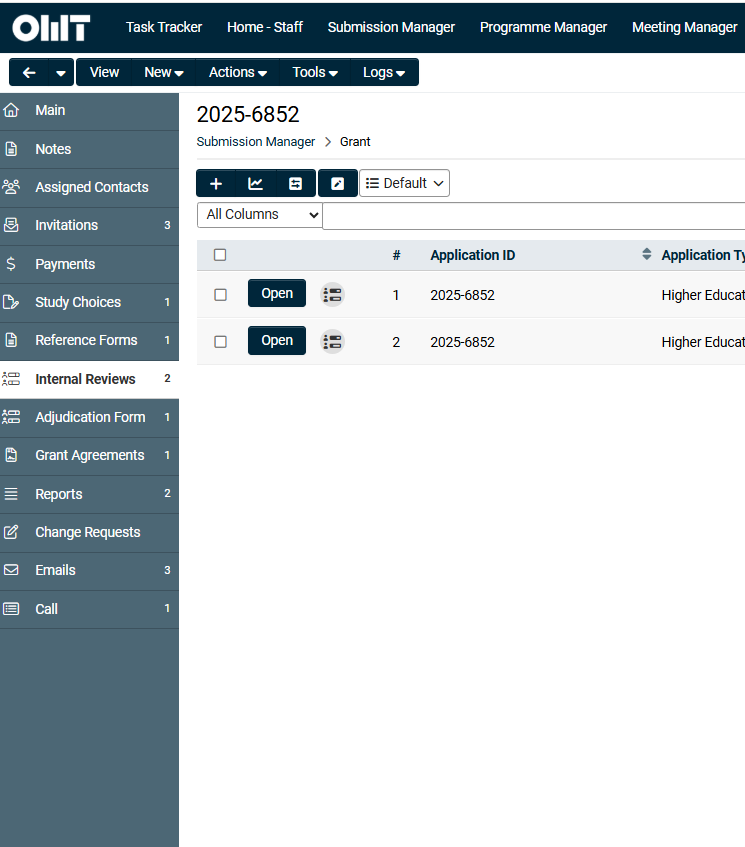 OMT Task Tracker Home - Staff Submission Manager Programme Manager Meeting Manager
View New Actions Tools Logs
Main
Notes
Assigned Contacts
Invitations 3
Payments
Study Choices 1
Reference Forms 1
Internal Reviews 2
Adjudication Form 1
Grant Agreements 1
Reports 2
Change Requests
Emails 3
Call 1
2025-6852
Submission Manager > Grant
Default
All Columns
# Application ID Application Ty
Open 1 2025-6852 Higher Educat
Open 2 2025-6852 Higher Educat